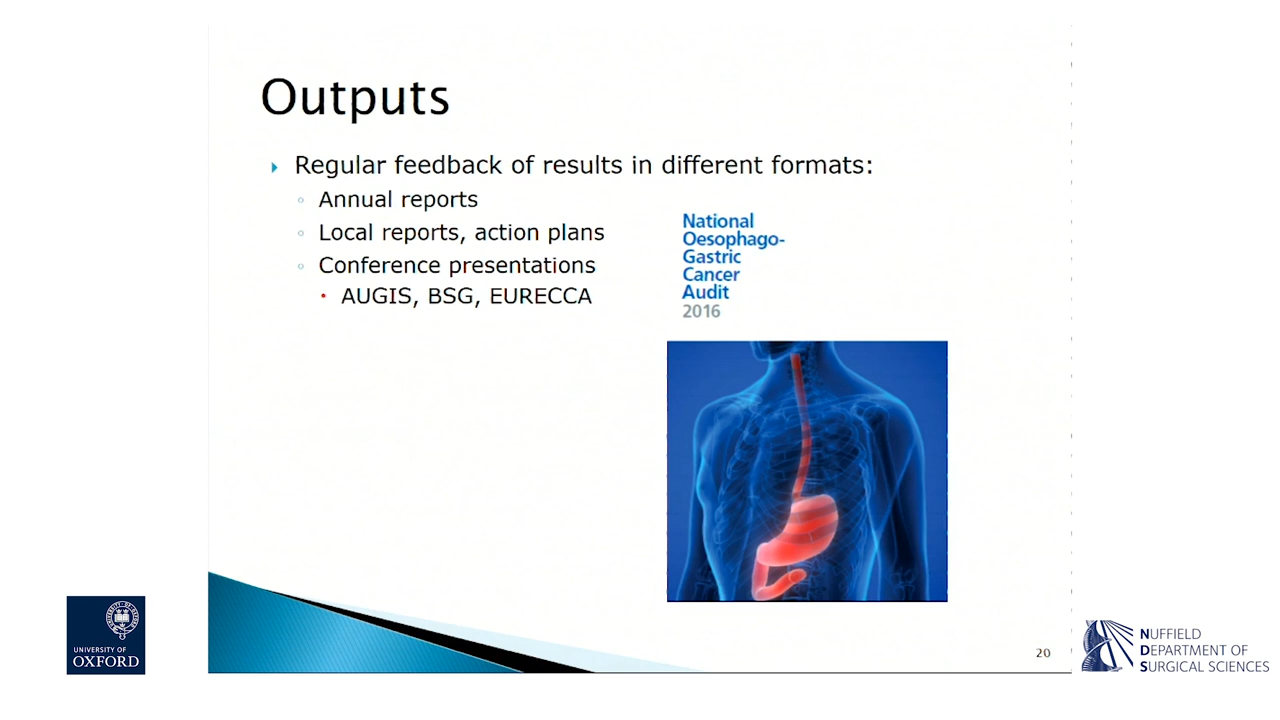 Outputs
Regular feedback of results in different formats:
Annual reports
Local reports, action plans
Conference presentations
AUGIS, BSG, EURECCA
National
Oesophago-
Gastric
Cancer
Audit
2016
20
UNIVERSITY OF
OXFORD
NUFFIELD
DEPARTMENT OF
SURGICAL SCIENCES